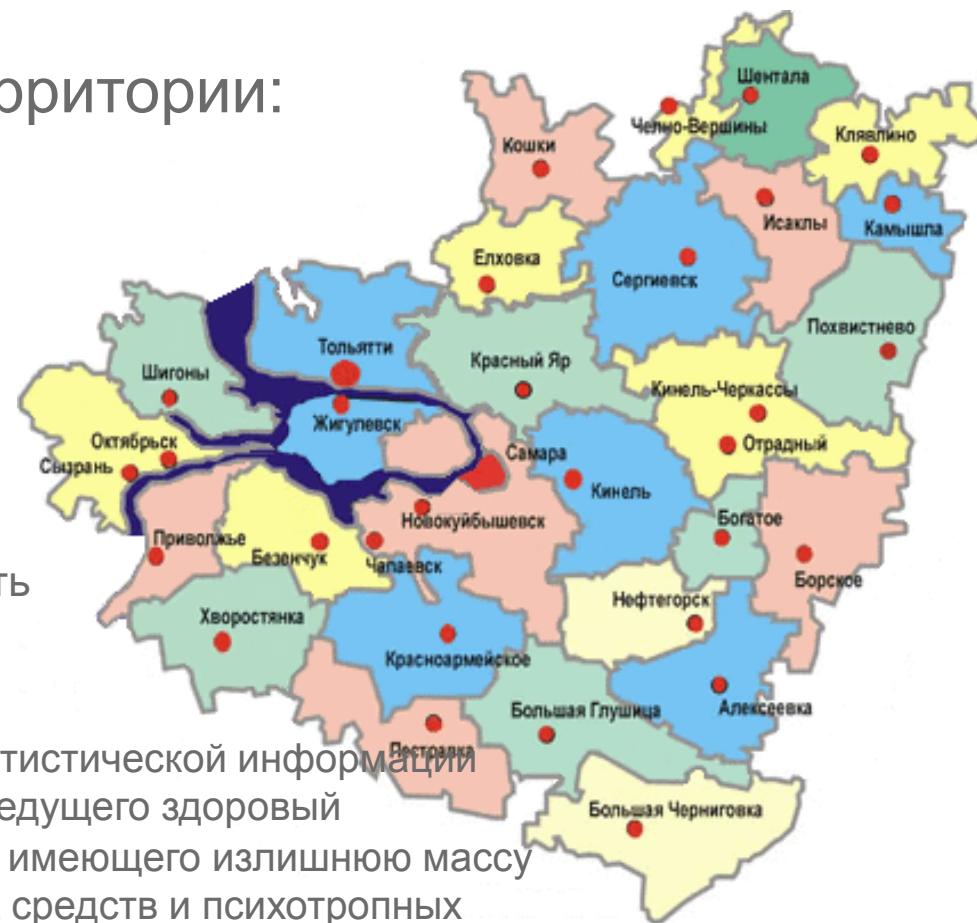 рритории:
Шентала
Челно-Вершины
Клявлино
Кошки
Исаклы
Камышла
Елховка
Сергиевск
Похвистнево
Тольятти
Красный Яр
Шигоны
Кинель-Черкассы
Жигулевск
Октябрьск
Отрадный
Самара
Сызрань
Кинель
Новокуйбышевск
Богатое
Приволжье
Безенчук
Чапаевск
Борское
ть
Нефтегорск
Хворостянка
Красноармейское
Алексеевка
Большая Глушица
Пестравка
тистической информации
едущего здоровый
Большая Черниговка
имеющего излишнюю массу
средств и психотропных